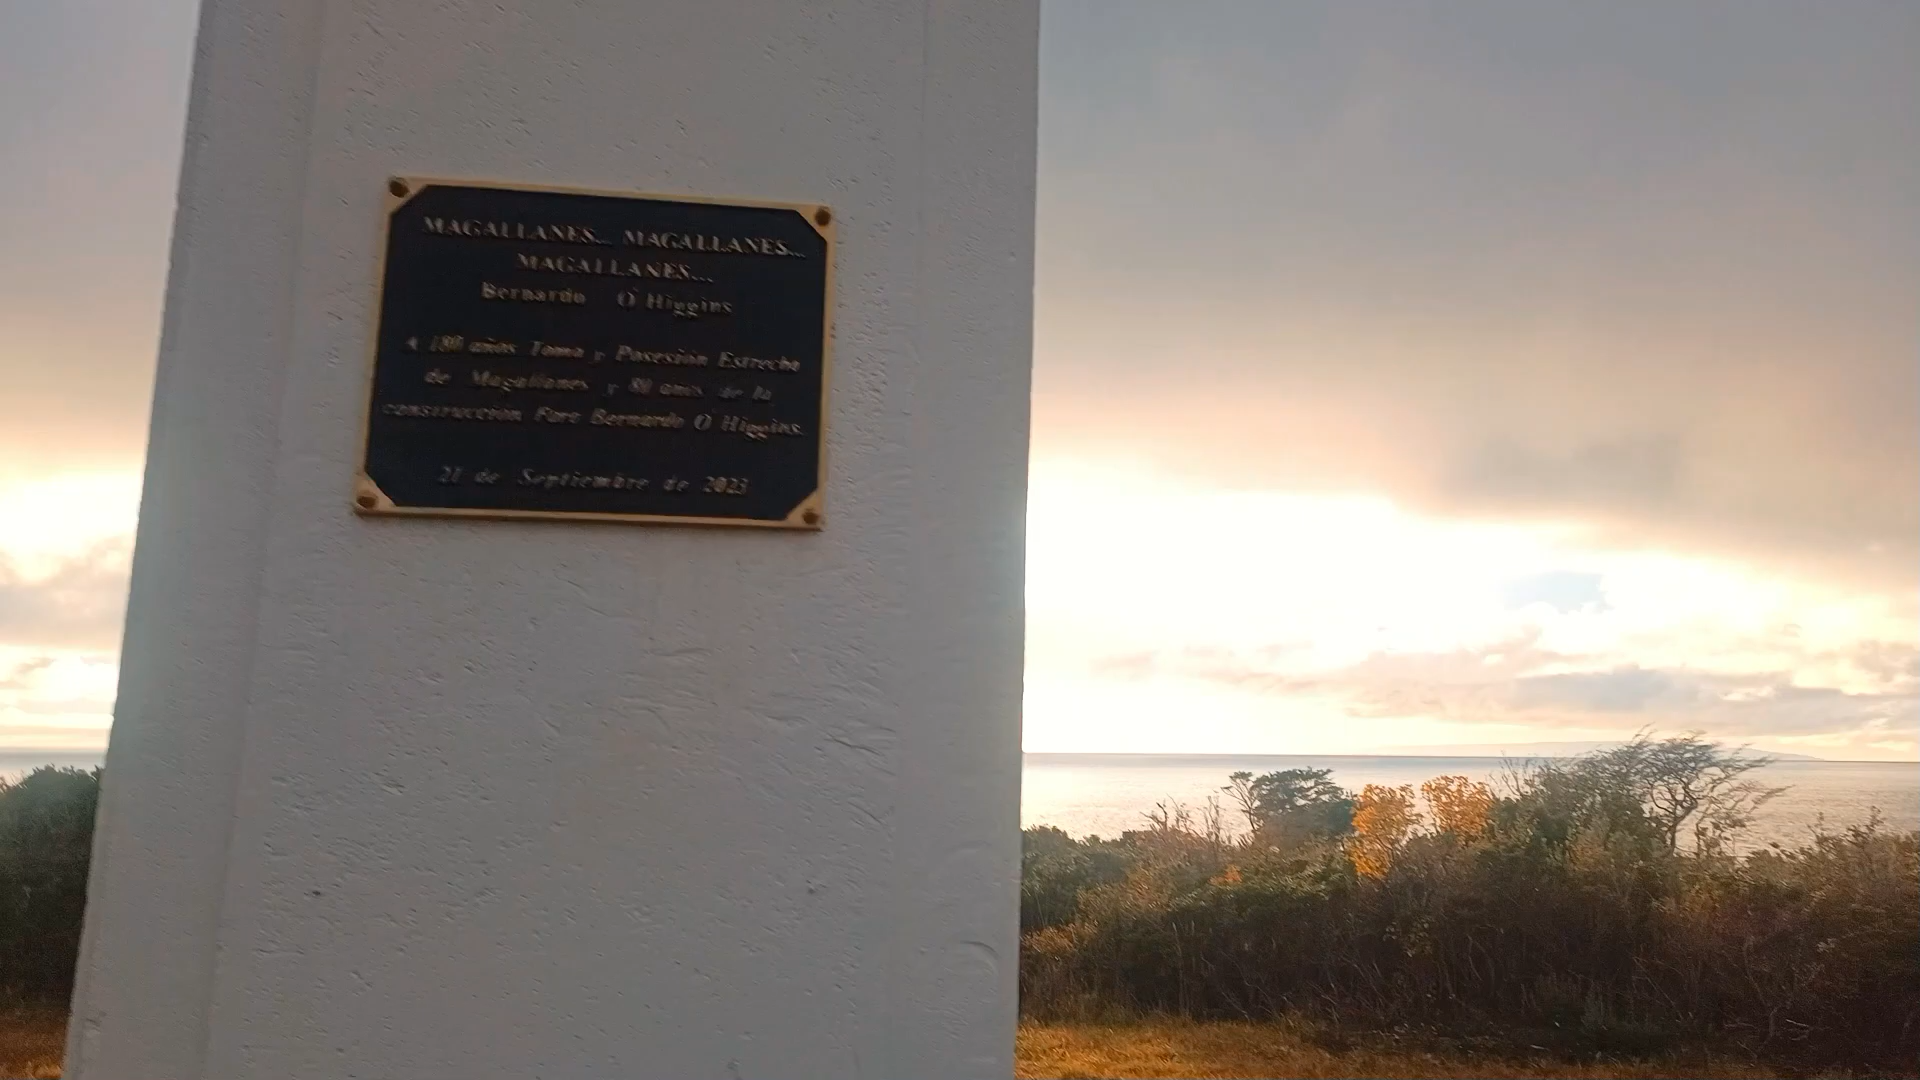 MAGALLANES... MAGALLANES...
MAGALLANES...
Bernardo O'Higgins
A 180 años Toma y Posesión Estrecho
de Magallanes y 80 años de la
construcción Faro Bernardo O'Higgins.
21 de Septiembre de 2023